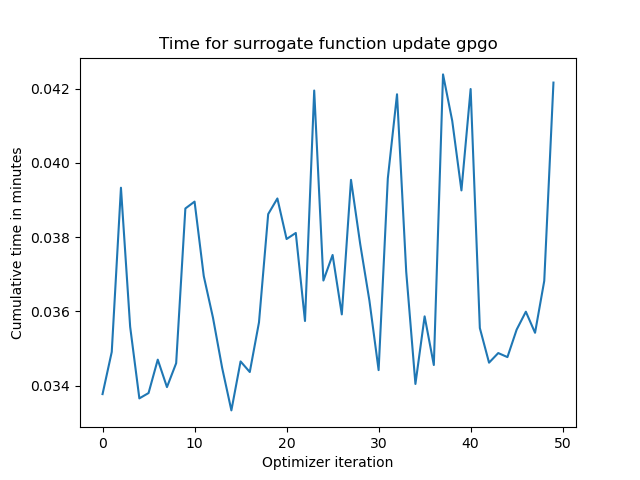 Time for surrogate function update gpgo
Cumulative time in minutes
0.042
0.040
0.038
0.036
0.034
0 10 20 30 40 50
Optimizer iteration